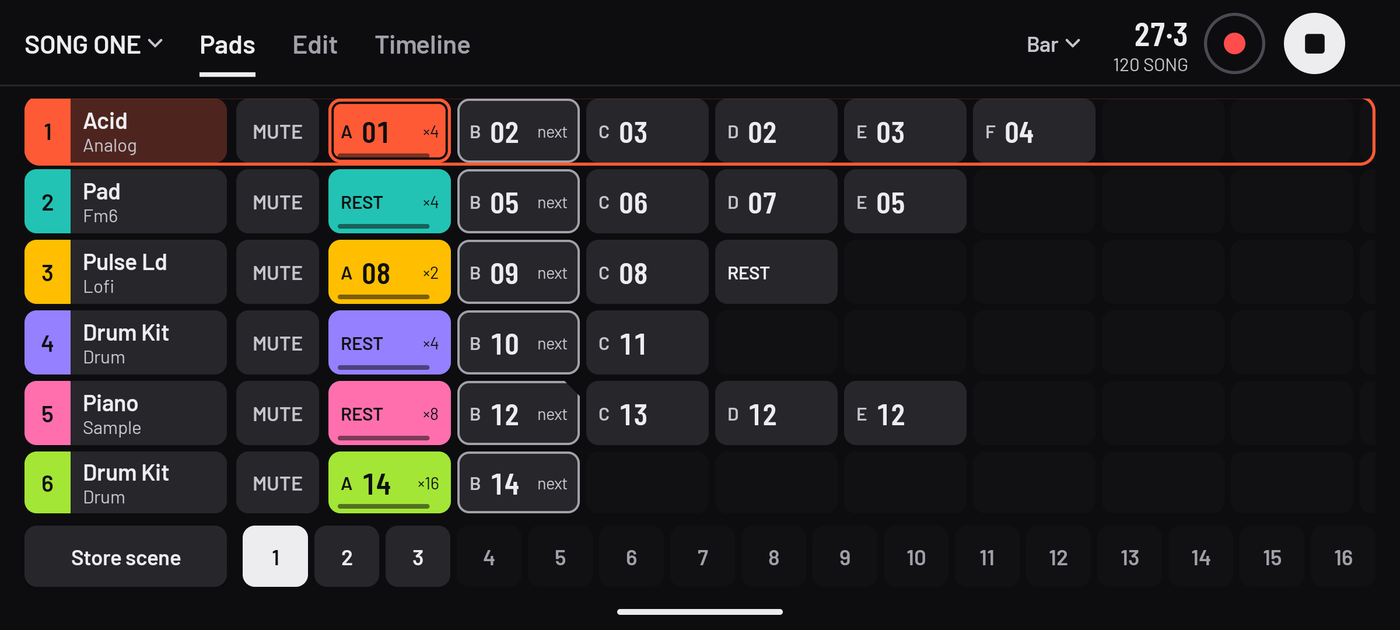 SONG ONE Pads Edit Timeline Bar 27·3
120 SONG
1 Acid MUTE A 01 ×4 B 02 next C 03 D 02 E 03 F 04
Analog
2 Pad MUTE REST ×4 B 05 next C 06 D 07 E 05
Fm6
3 Pulse Ld MUTE A 08 ×2 B 09 next C 08 REST
Lofi
4 Drum Kit MUTE REST ×4 B 10 next C 11
Drum
5 Piano MUTE REST ×8 B 12 next C 13 D 12 E 12
Sample
6 Drum Kit MUTE A 14 ×16 B 14 next
Drum
Store scene 1 2 3 4 5 6 7 8 9 10 11 12 13 14 15 16